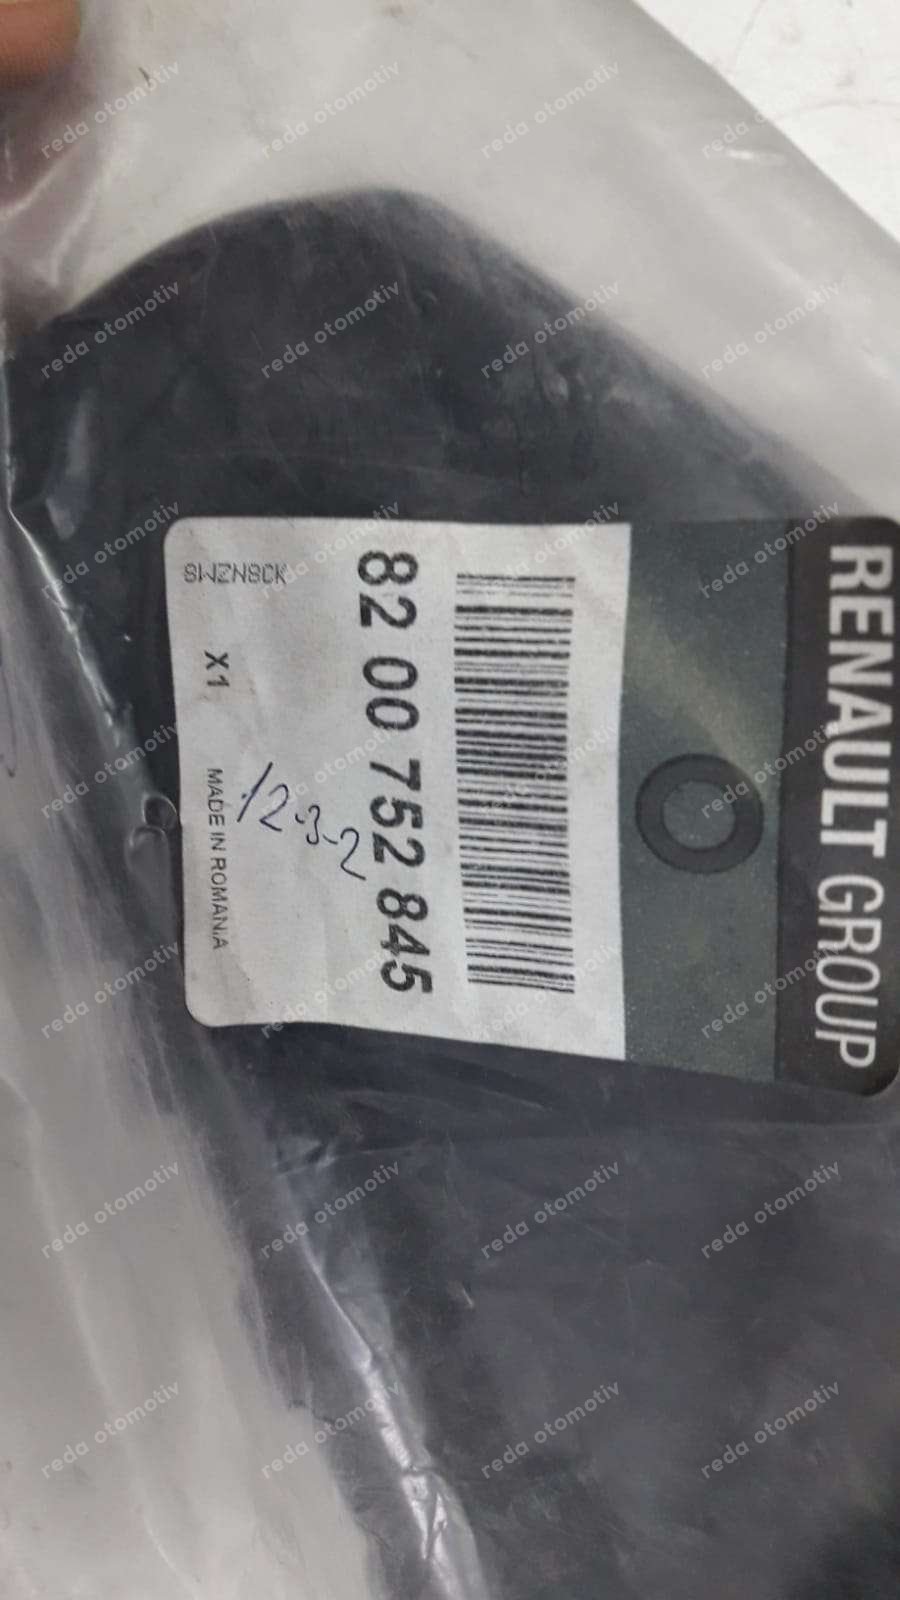 RENAULT GROUP
82 00 752 845
12-3-2
SWZN8CK
X1
MADE IN ROMANIA
reda otomotiv